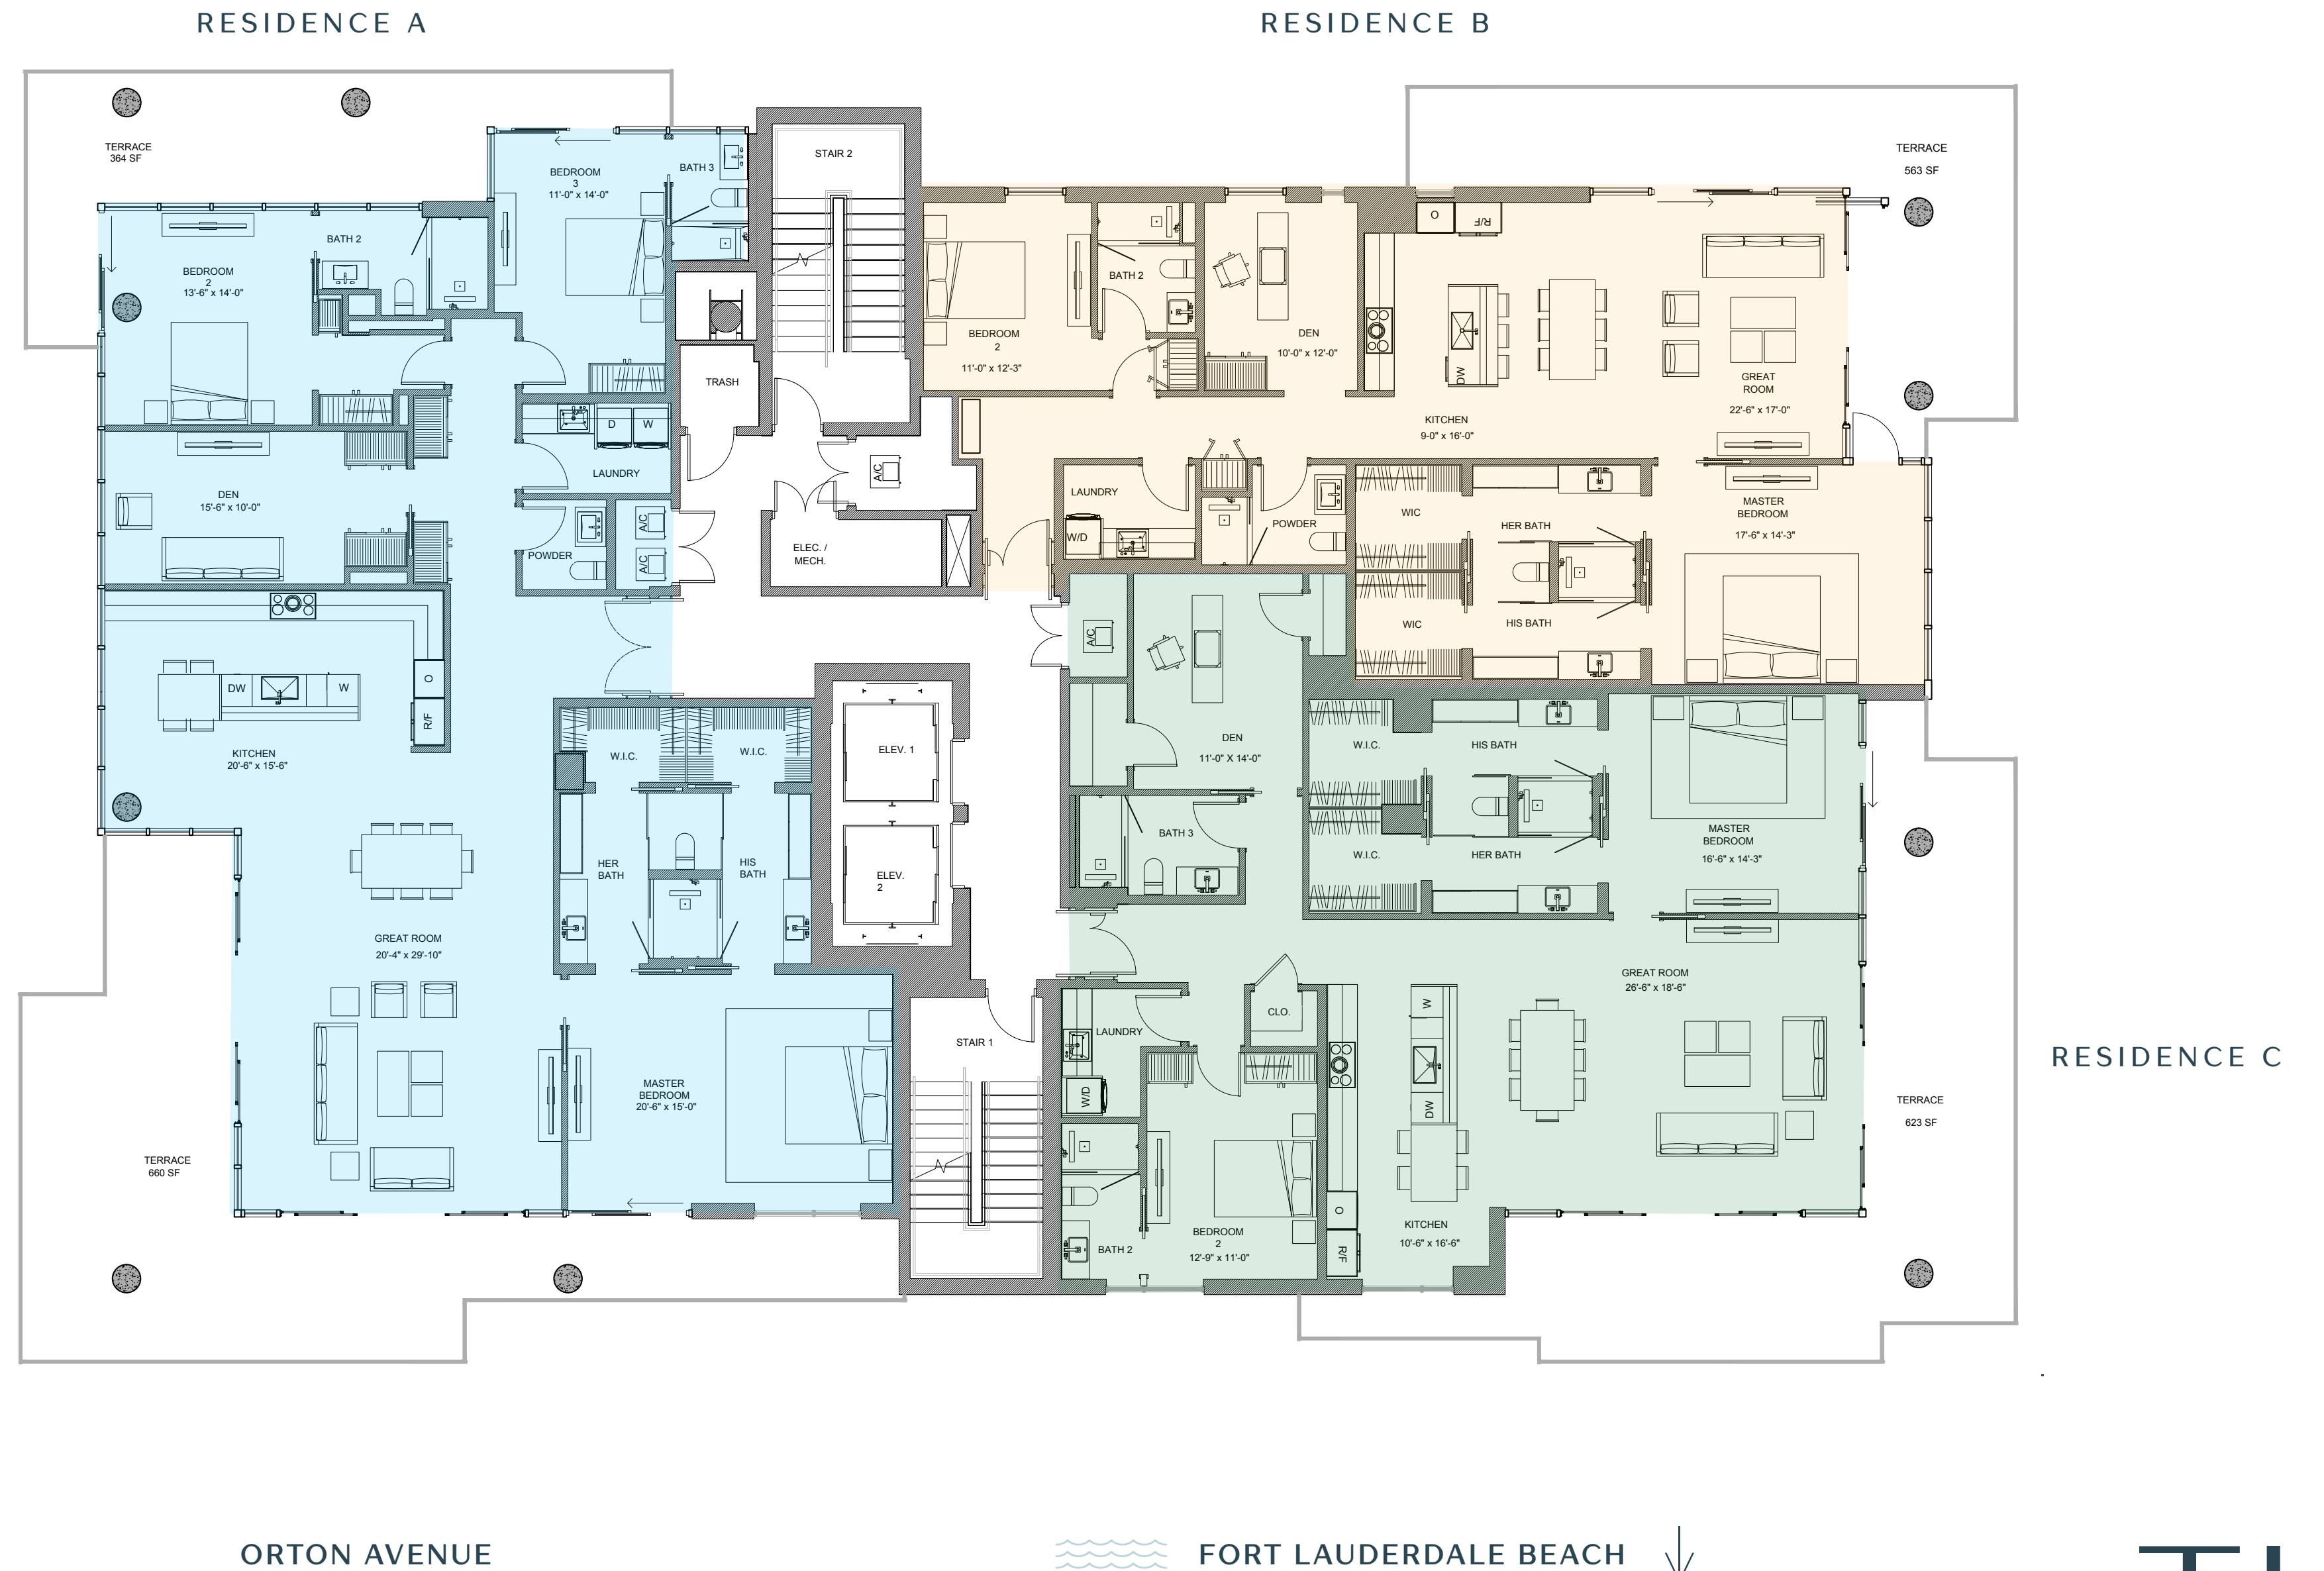 RESIDENCE A
RESIDENCE B
TERRACE
364 SF
BEDROOM
3
11'-0" x 14'-0"
BATH 3
STAIR 2
BATH 2
BEDROOM
2
13'-6" x 14'-0"
TRASH
D
W
LAUNDRY
DEN
15'-6" x 10'-0"
POWDER
A/C
A/C
A/C
ELEC. /
MECH.
DW
W
O
R/F
KITCHEN
20'-6" x 15'-6"
W.I.C.
W.I.C.
HER
BATH
HIS
BATH
ELEV. 1
ELEV.
2
GREAT ROOM
20'-4" x 29'-10"
MASTER
BEDROOM
20'-6" x 15'-0"
STAIR 1
TERRACE
660 SF
TERRACE
563 SF
O
R/F
BATH 2
BEDROOM
2
11'-0" x 12'-3"
DEN
10'-0" x 12'-0"
DW
GREAT
ROOM
22'-6" x 17'-0"
KITCHEN
9-0" x 16'-0"
LAUNDRY
W/D
POWDER
WIC
HER BATH
MASTER
BEDROOM
17'-6" x 14'-3"
WIC
HIS BATH
A/C
DEN
11'-0" X 14'-0"
W.I.C.
HIS BATH
BATH 3
W.I.C.
HER BATH
MASTER
BEDROOM
16'-6" x 14'-3"
GREAT ROOM
26'-6" x 18'-6"
CLO.
W
LAUNDRY
W/D
DW
RESIDENCE C
TERRACE
623 SF
BATH 2
BEDROOM
2
12'-9" x 11'-0"
O
R/F
KITCHEN
10'-6" x 16'-6"
ORTON AVENUE
FORT LAUDERDALE BEACH